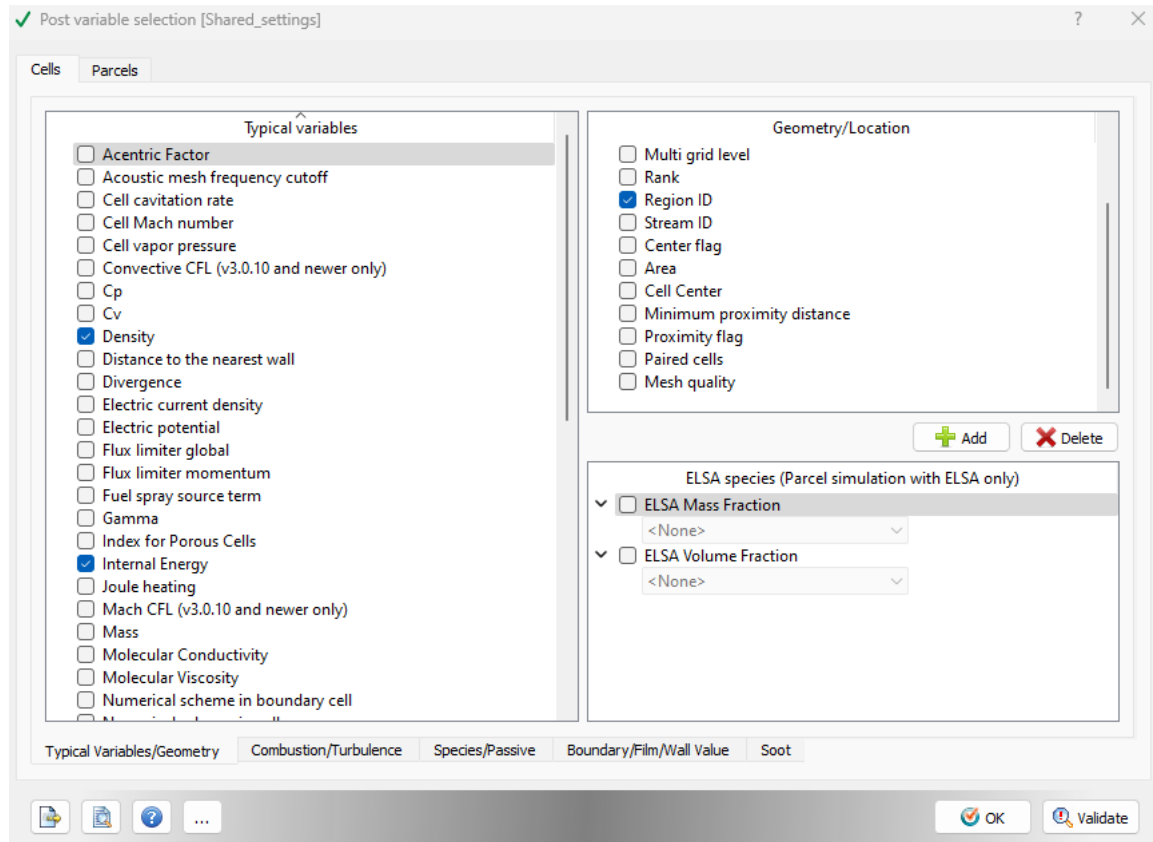 Post variable selection [Shared_settings]
?
Cells
Parcels
Typical variables
Acentric Factor
Acoustic mesh frequency cutoff
Cell cavitation rate
Cell Mach number
Cell vapor pressure
Convective CFL (v3.0.10 and newer only)
Cp
Cv
Density
Distance to the nearest wall
Divergence
Electric current density
Electric potential
Flux limiter global
Flux limiter momentum
Fuel spray source term
Gamma
Index for Porous Cells
Internal Energy
Joule heating
Mach CFL (v3.0.10 and newer only)
Mass
Molecular Conductivity
Molecular Viscosity
Numerical scheme in boundary cell
Geometry/Location
Multi grid level
Rank
Region ID
Stream ID
Center flag
Area
Cell Center
Minimum proximity distance
Proximity flag
Paired cells
Mesh quality
Add
Delete
ELSA species (Parcel simulation with ELSA only)
ELSA Mass Fraction
<None>
ELSA Volume Fraction
<None>
Typical Variables/Geometry
Combustion/Turbulence
Species/Passive
Boundary/Film/Wall Value
Soot
...
OK
Validate